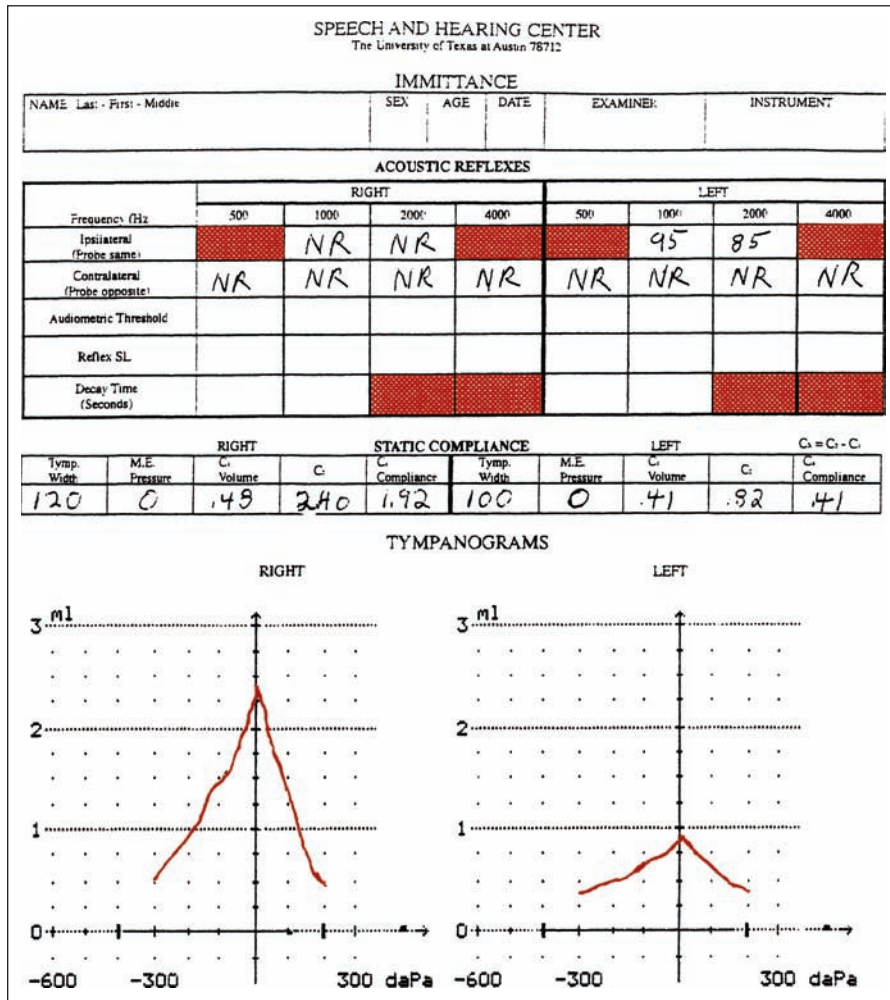 SPEECH AND HEARING CENTER
The University of Texas at Austin 78712
IMMITTANCE
NAME Last - First - Middle SEX AGE DATE EXAMINER INSTRUMENT
ACOUSTIC REFLEXES
RIGHT LEFT
Frequency (Hz 500 1000 2000 4000 500 1000 2000 4000
Ipsilateral
(Probe same) NR NR 95 85
Contralateral
(Probe opposite) NR NR NR NR NR NR NR NR
Audiometric Threshold
Reflex SL
Decay Time
(Seconds)
RIGHT STATIC COMPLIANCE LEFT
Tymp. Width M.E. Pressure Volume Compliance Tymp. Width M.E. Pressure Volume Compliance
120 0 2.40 1.92 100 0 .41 .82 .41
TYMPANOGRAMS
RIGHT LEFT
3 ml 3 ml
2 2
1 1
0 0
-600 -300 300 daPa -600 -300 300 daPa